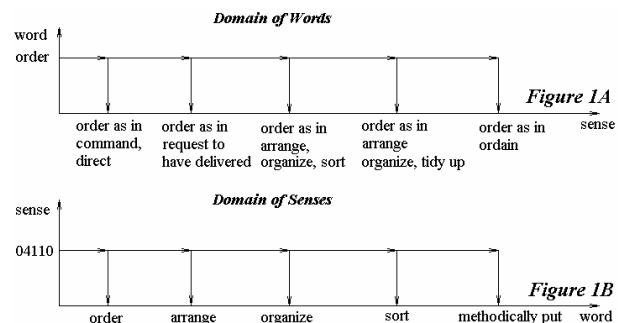 Domain of Words
word
order
Figure 1A
order as in command, direct
order as in request to have delivered
order as in arrange, organize, sort
order as in arrange organize, tidy up
order as in ordain
sense
Domain of Senses
sense
04110
Figure 1B
order
arrange
organize
sort
methodically put
word